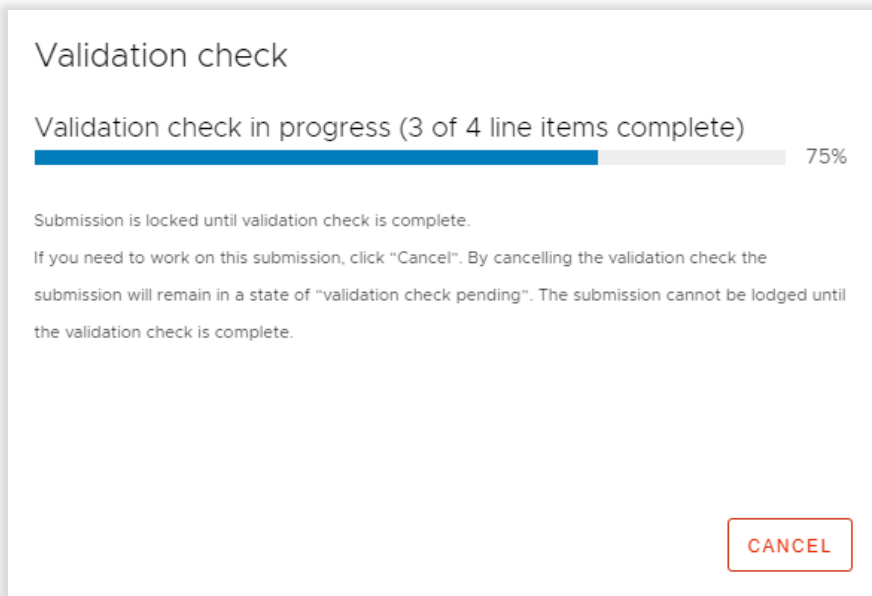 Validation check
Validation check in progress (3 of 4 line items complete)
75%
Submission is locked until validation check is complete.
If you need to work on this submission, click "Cancel". By cancelling the validation check the
submission will remain in a state of "validation check pending". The submission cannot be lodged until
the validation check is complete.
CANCEL